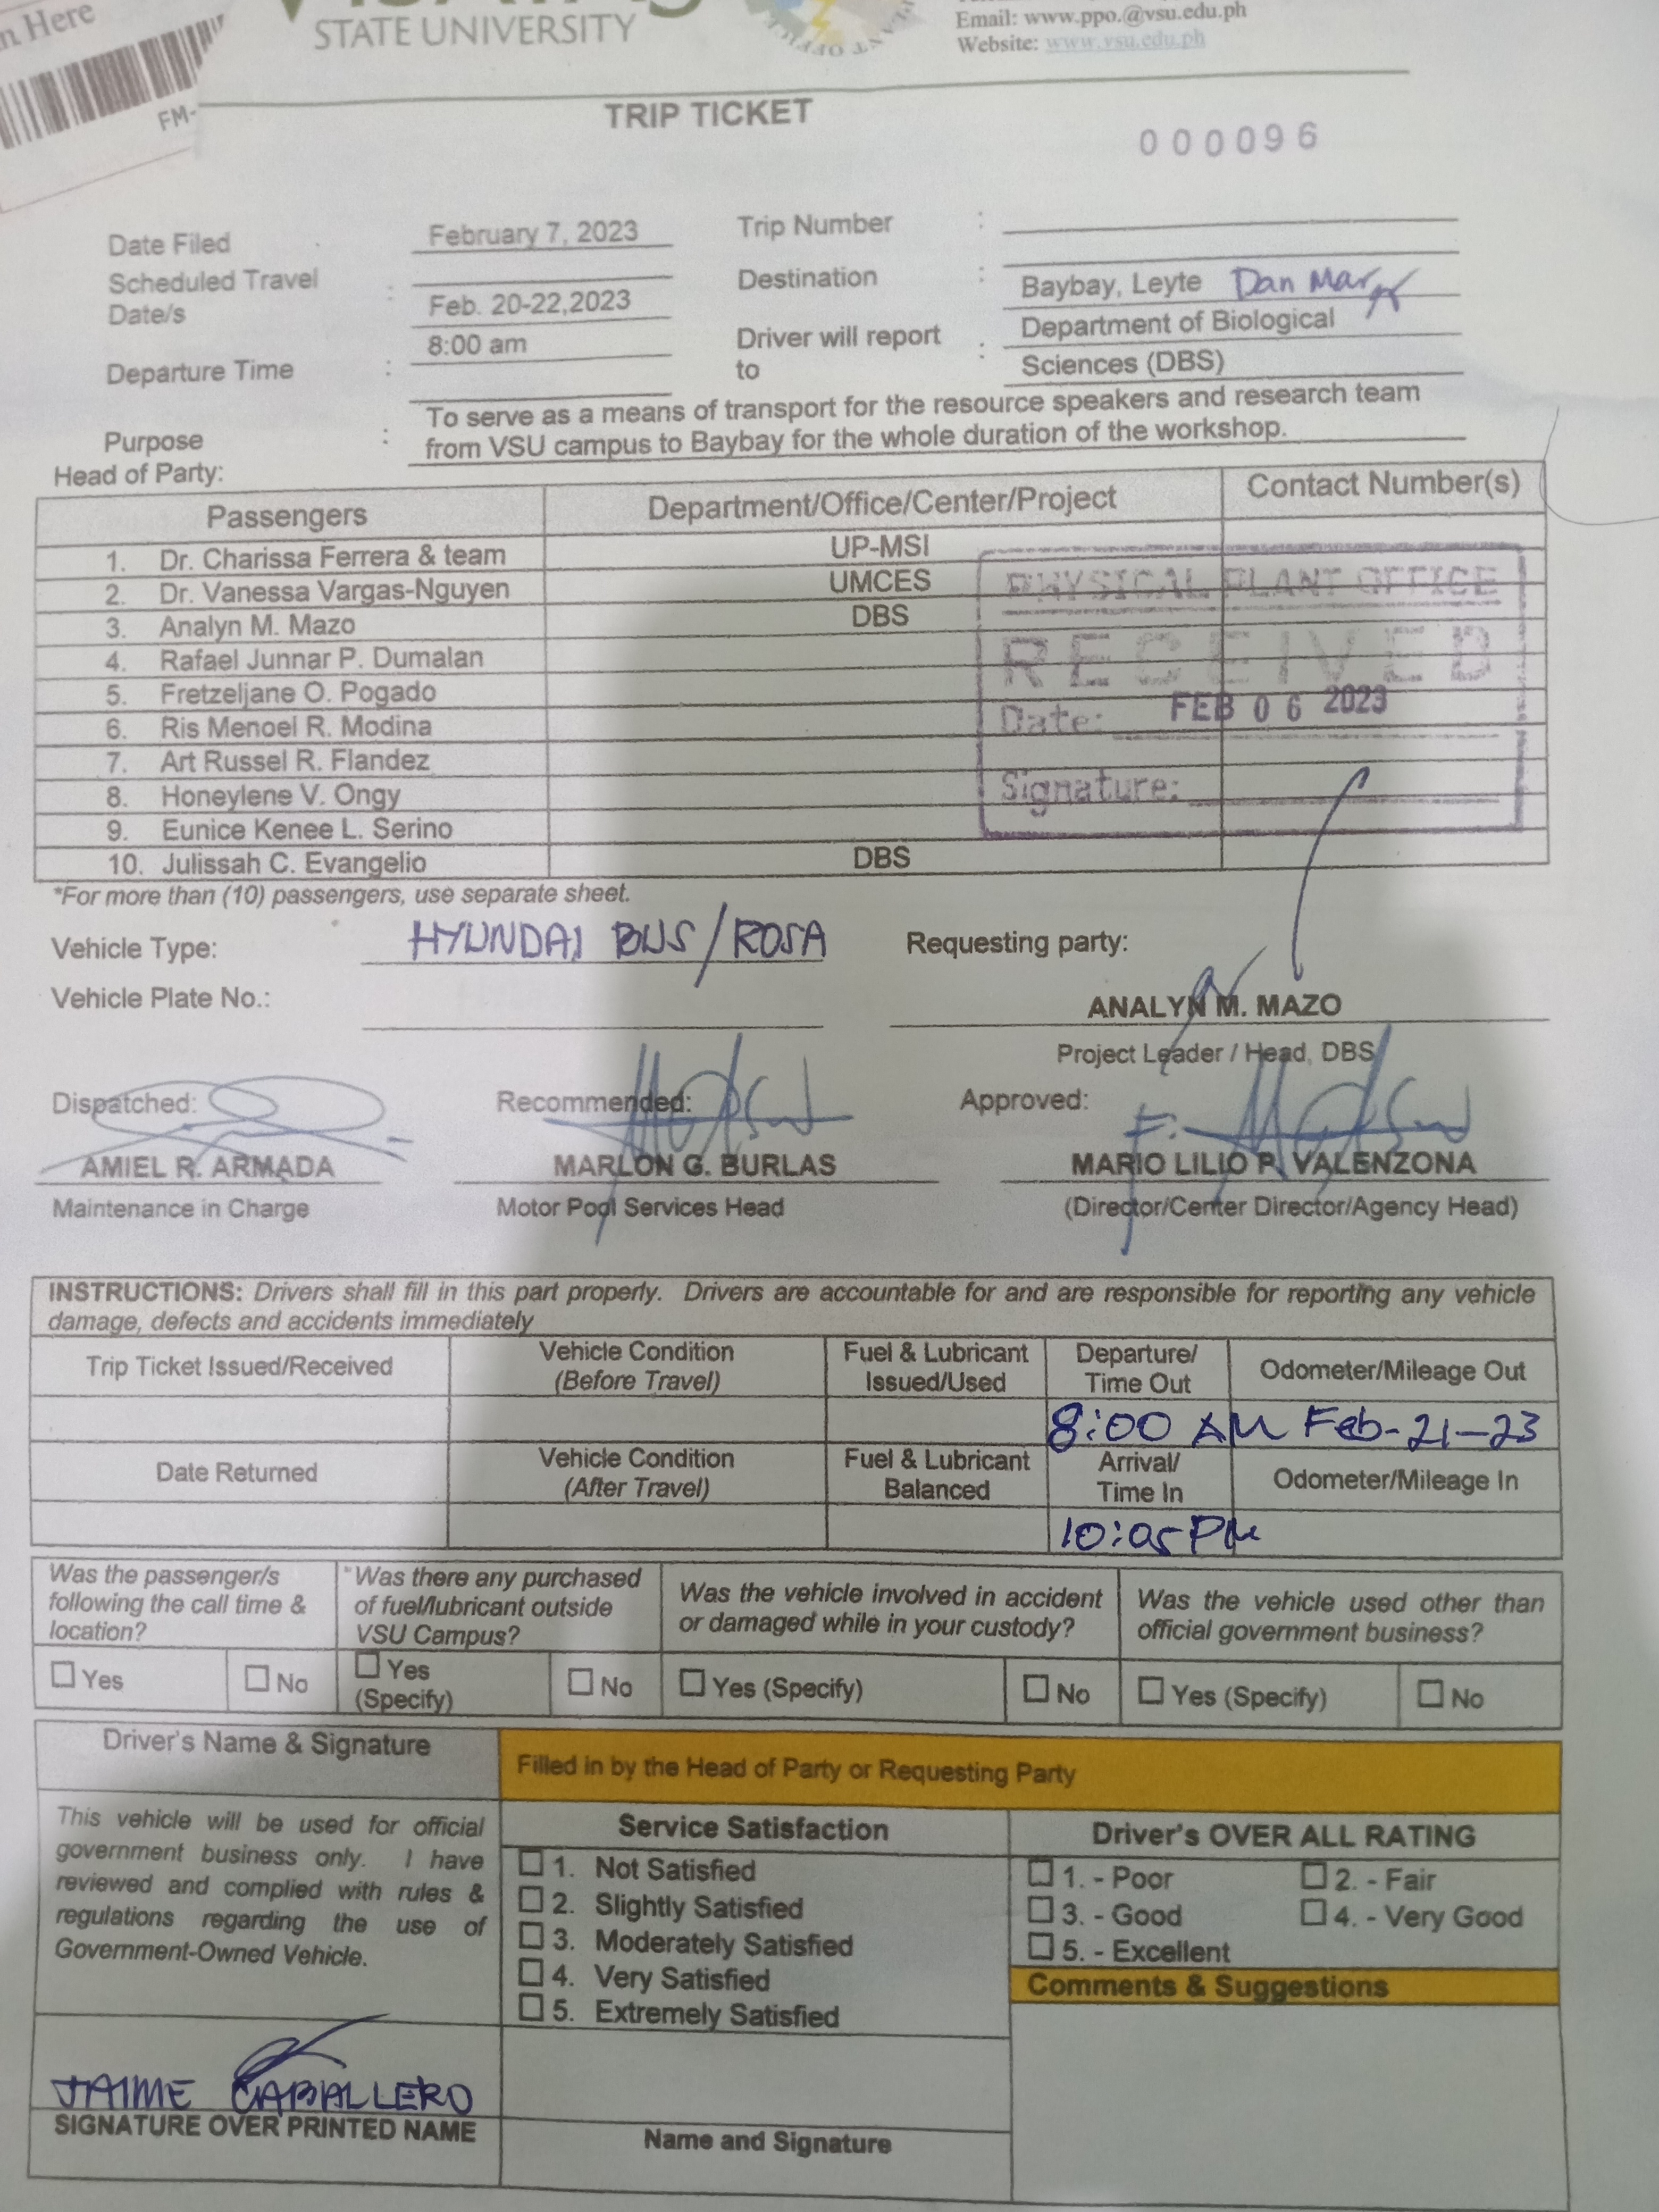 n Here
FM-
STATE UNIVERSITY
Email: www.ppo.@vsu.edu.ph
Website: www.vsu.edu.ph
TRIP TICKET
000096
Date Filed February 7, 2023 Trip Number :
Scheduled Travel Date/s : Feb. 20-22,2023 Destination : Baybay, Leyte Dan Mar
Departure Time : 8:00 am Driver will report to : Department of Biological Sciences (DBS)
Purpose : To serve as a means of transport for the resource speakers and research team
from VSU campus to Baybay for the whole duration of the workshop.
Head of Party:
Passengers Department/Office/Center/Project Contact Number(s)
1. Dr. Charissa Ferrera & team UP-MSI
2. Dr. Vanessa Vargas-Nguyen UMCES
3. Analyn M. Mazo DBS
4. Rafael Junnar P. Dumalan
5. Fretzeljane O. Pogado
6. Ris Menoel R. Modina
7. Art Russel R. Flandez
8. Honeylene V. Ongy
9. Eunice Kenee L. Serino
10. Julissah C. Evangelio DBS
PHYSICAL PLANT OFFICE
RECEIVED
Date: FEB 06 2023
Signature:
*For more than (10) passengers, use separate sheet.
Vehicle Type: HYUNDAI BUS/ROSA Requesting party:
Vehicle Plate No.: ANALYN M. MAZO
Project Leader / Head, DBS
Dispatched: Recommended: Approved:
F:
AMIEL R. ARMADA MARLON G. BURLAS MARIO LILIO P. VALENZONA
Maintenance in Charge Motor Pool Services Head (Director/Center Director/Agency Head)
INSTRUCTIONS: Drivers shall fill in this part properly. Drivers are accountable for and are responsible for reporting any vehicle
damage, defects and accidents immediately
Trip Ticket Issued/Received Vehicle Condition (Before Travel) Fuel & Lubricant Issued/Used Departure/ Time Out Odometer/Mileage Out
8:00 AM Feb-21-23
Date Returned Vehicle Condition (After Travel) Fuel & Lubricant Balanced Arrival/ Time In Odometer/Mileage In
10:05 PM
Was the passenger/s following the call time & location?
*Was there any purchased of fuel/lubricant outside VSU Campus?
Was the vehicle involved in accident or damaged while in your custody?
Was the vehicle used other than official government business?
Yes No Yes (Specify) No Yes (Specify) No Yes (Specify) No
Driver's Name & Signature
Filled in by the Head of Party or Requesting Party
This vehicle will be used for official
government business only. I have
reviewed and complied with rules &
regulations regarding the use of
Government-Owned Vehicle.
Service Satisfaction
1. Not Satisfied
2. Slightly Satisfied
3. Moderately Satisfied
4. Very Satisfied
5. Extremely Satisfied
Driver's OVER ALL RATING
1. - Poor 2. - Fair
3. - Good 4. - Very Good
5. - Excellent
Comments & Suggestions
JAIME CABALLERO
SIGNATURE OVER PRINTED NAME
Name and Signature